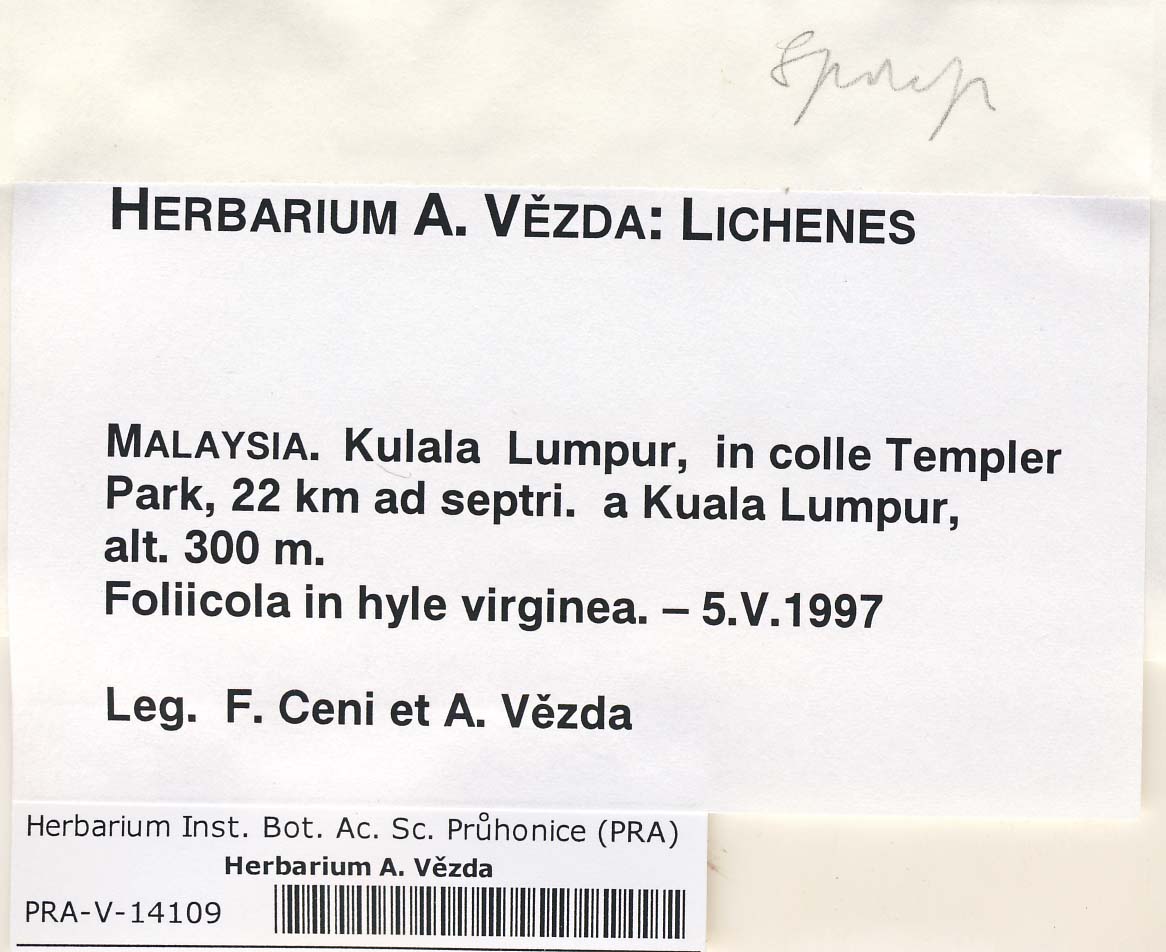 HERBARIUM A. VĚZDA: LICHENES
MALAYSIA. Kulala Lumpur, in colle Templer
Park, 22 km ad septri. a Kuala Lumpur,
alt. 300 m.
Foliicola in hyle virginea. – 5.V.1997
Leg. F. Ceni et A. Vězda
Herbarium Inst. Bot. Ac. Sc. Průhonice (PRA)
Herbarium A. Vězda
PRA-V-14109